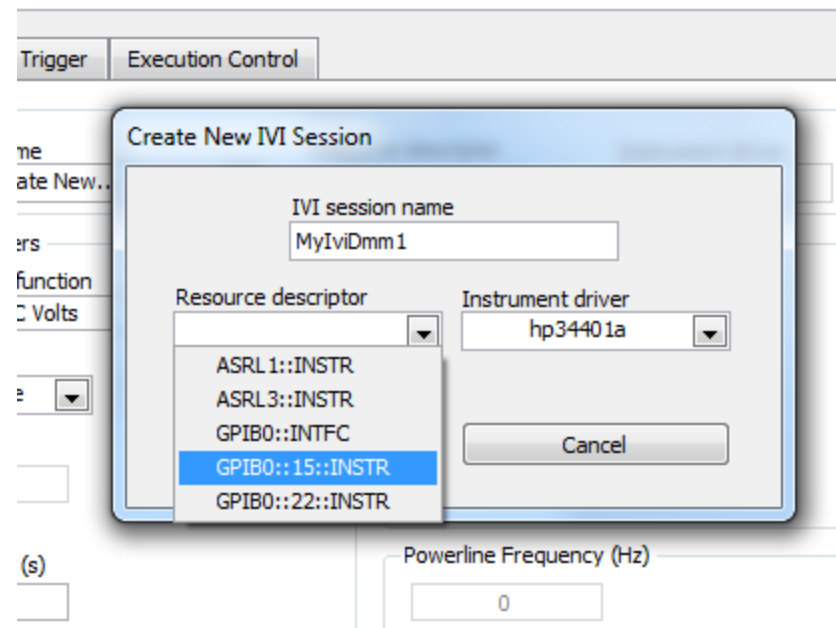 Trigger
Execution Control
Create New IVI Session
ate New..
IVI session name
MyIviDmm1
ers
function
C Volts
Resource descriptor
Instrument driver
hp34401a
ASRL1::INSTR
ASRL3::INSTR
GPIB0::INTFC
GPIB0::15::INSTR
GPIB0::22::INSTR
Cancel
(s)
Powerline Frequency (Hz)
0